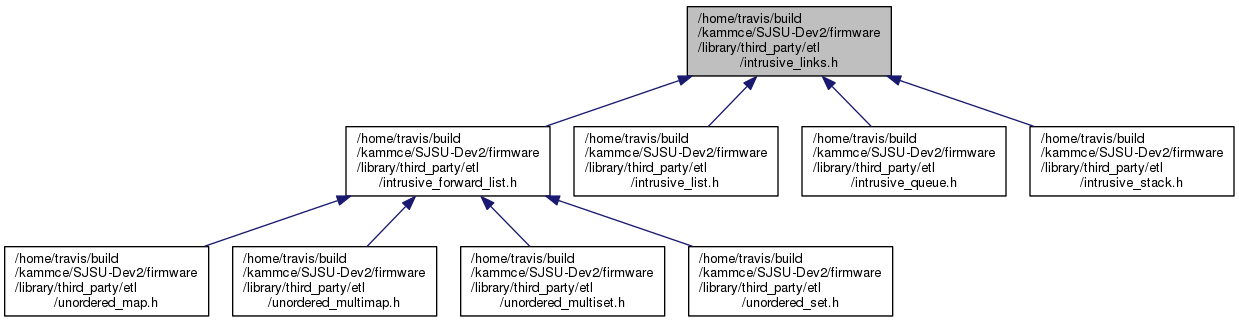 /home/travis/build
/kammce/SJSU-Dev2/firmware
/library/third_party/etl
/intrusive_links.h
/home/travis/build
/kammce/SJSU-Dev2/firmware
/library/third_party/etl
/intrusive_forward_list.h
/home/travis/build
/kammce/SJSU-Dev2/firmware
/library/third_party/etl
/intrusive_list.h
/home/travis/build
/kammce/SJSU-Dev2/firmware
/library/third_party/etl
/intrusive_queue.h
/home/travis/build
/kammce/SJSU-Dev2/firmware
/library/third_party/etl
/intrusive_stack.h
/home/travis/build
/kammce/SJSU-Dev2/firmware
/library/third_party/etl
/unordered_map.h
/home/travis/build
/kammce/SJSU-Dev2/firmware
/library/third_party/etl
/unordered_multimap.h
/home/travis/build
/kammce/SJSU-Dev2/firmware
/library/third_party/etl
/unordered_multiset.h
/home/travis/build
/kammce/SJSU-Dev2/firmware
/library/third_party/etl
/unordered_set.h